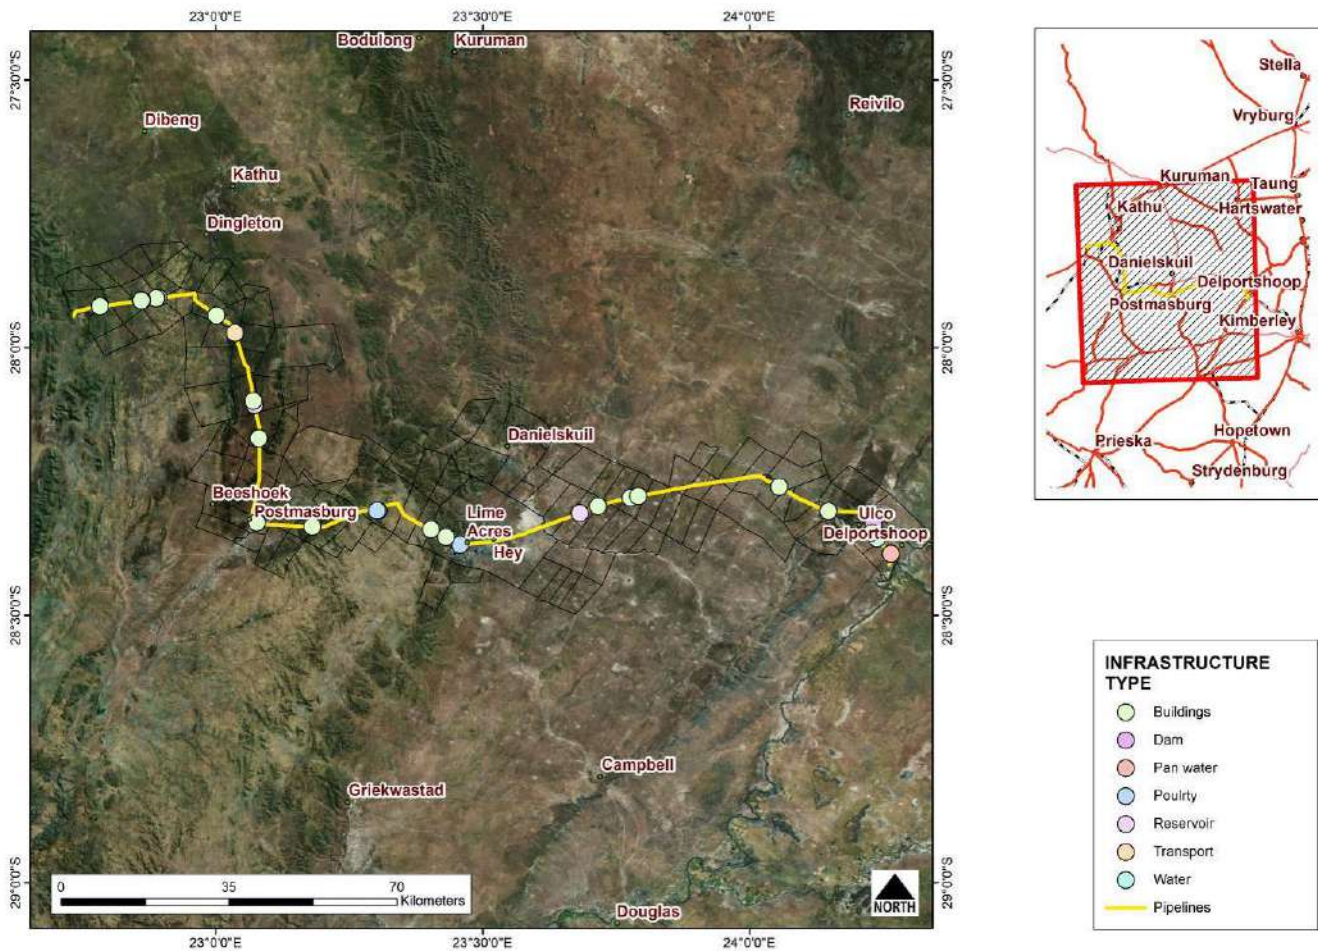 23°0'0"S
23°30'0"S
24°0'0"S
Bodulong
Kuruman
27°30'0"S
27°30'0"S
Reivilo
Dibeng
Kathu
Dingleton
28°0'0"S
28°0'0"S
Danielskuil
Beeshoek
Postmasburg
Lime
Acres
Hey
Ulco
Delportshoop
28°30'0"S
28°30'0"S
Campbell
Griekwastad
29°0'0"S
29°0'0"S
0
35
70
Kilometers
NORTH
Douglas
23°0'0"S
23°30'0"S
24°0'0"S
Stella
Vryburg
Kuruman
Taung
Kathu
Hartswater
Danielskuil
Delportshoop
Postmasburg
Kimberley
Prieska
Hopetown
Strydenburg
INFRASTRUCTURE
TYPE
Buildings
Dam
Pan water
Poulrty
Reservoir
Transport
Water
Pipelines